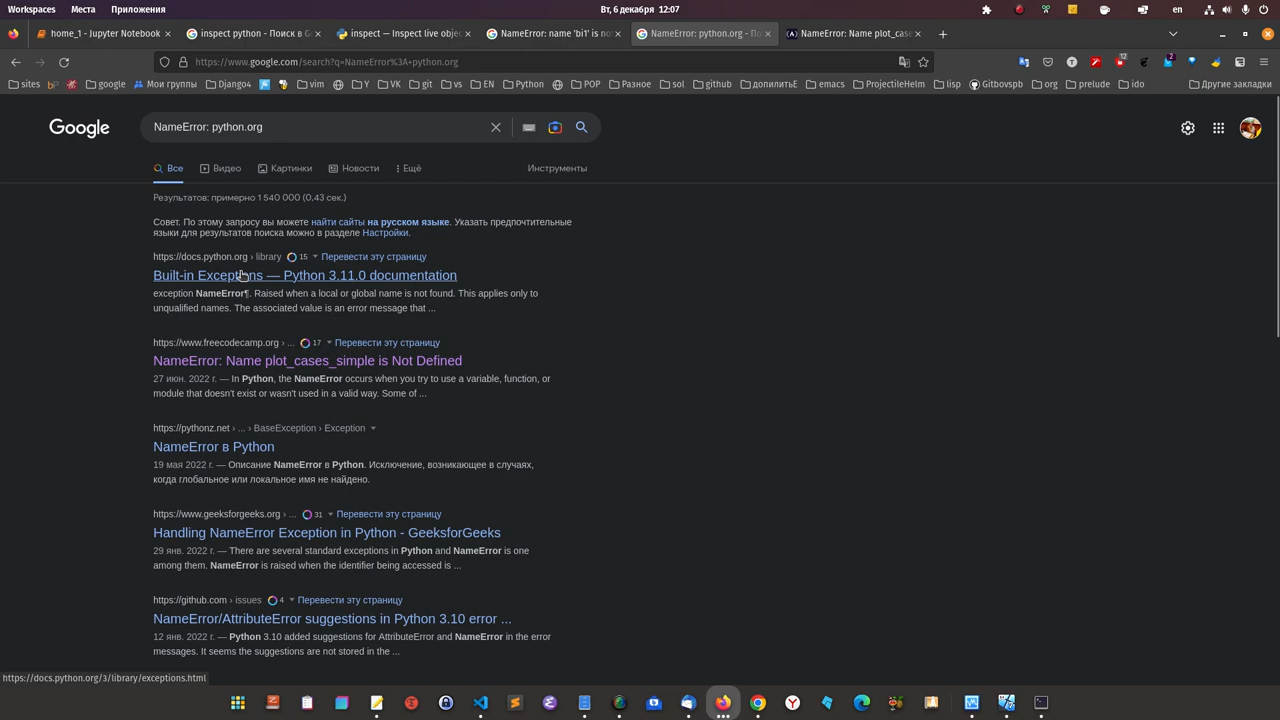 Workspaces Места Приложения Вт, 6 декабря 12:07 en
home_1 - Jupyter Notebook inspect python - Поиск в G inspect — Inspect live obje NameError: name 'bi1' is no NameError: python.org - По NameError: Name plot_case
https://www.google.com/search?q=NameError%3A+python.org 12 2
sites google Мои группы Django4 vim Y VK git vs EN Python POP Разное sol github допилитьЕ emacs ProjectileHelm lisp Gitbovspb org prelude ido Другие закладки
Google NameError: python.org
Все Видео Картинки Новости Ещё Инструменты
Результатов: примерно 1 540 000 (0,43 сек.)
Совет. По этому запросу вы можете найти сайты на русском языке. Указать предпочтительные
языки для результатов поиска можно в разделе Настройки.
https://docs.python.org › library 15 Перевести эту страницу
Built-in Exceptions — Python 3.11.0 documentation
exception NameError¶. Raised when a local or global name is not found. This applies only to
unqualified names. The associated value is an error message that ...
https://www.freecodecamp.org › ... 17 Перевести эту страницу
NameError: Name plot_cases_simple is Not Defined
27 июн. 2022 г. — In Python, the NameError occurs when you try to use a variable, function, or
module that doesn't exist or wasn't used in a valid way. Some of ...
https://pythonz.net › ... › BaseException › Exception
NameError в Python
19 мая 2022 г. — Описание NameError в Python. Исключение, возникающее в случаях,
когда глобальное или локальное имя не найдено.
https://www.geeksforgeeks.org › ... 31 Перевести эту страницу
Handling NameError Exception in Python - GeeksforGeeks
29 янв. 2022 г. — There are several standard exceptions in Python and NameError is one
among them. NameError is raised when the identifier being accessed is ...
https://github.com › issues 4 Перевести эту страницу
NameError/AttributeError suggestions in Python 3.10 error ...
12 янв. 2022 г. — Python 3.10 added suggestions for AttributeError and NameError in the error
messages. It seems the suggestions are not stored in the ...
https://docs.python.org/3/library/exceptions.html